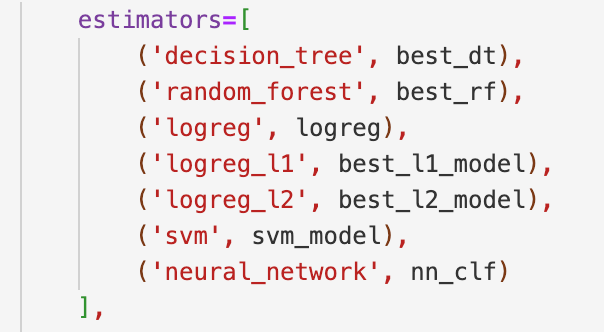 estimators=[
('decision_tree', best_dt),
('random_forest', best_rf),
('logreg', logreg),
('logreg_l1', best_l1_model),
('logreg_l2', best_l2_model),
('svm', svm_model),
('neural_network', nn_clf)
],